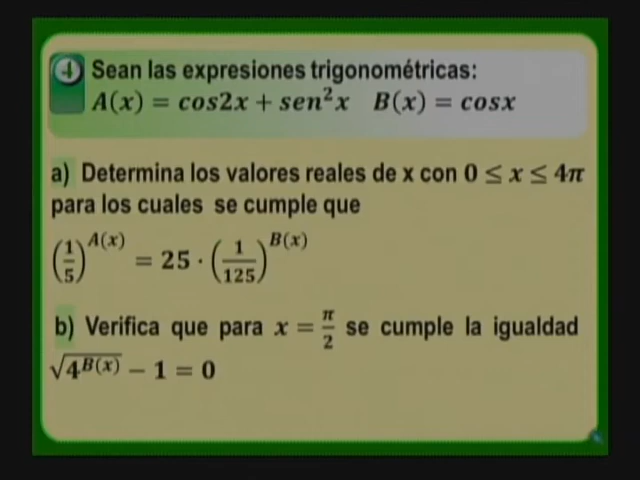 4 Sean las expresiones trigonométricas:
A(x) = cos2x + sen²x B(x) = cosx
a) Determina los valores reales de x con 0 ≤ x ≤ 4π
para los cuales se cumple que
(1/5)^A(x) = 25 · (1/125)^B(x)
b) Verifica que para x = π/2 se cumple la igualdad
√4^B(x) − 1 = 0